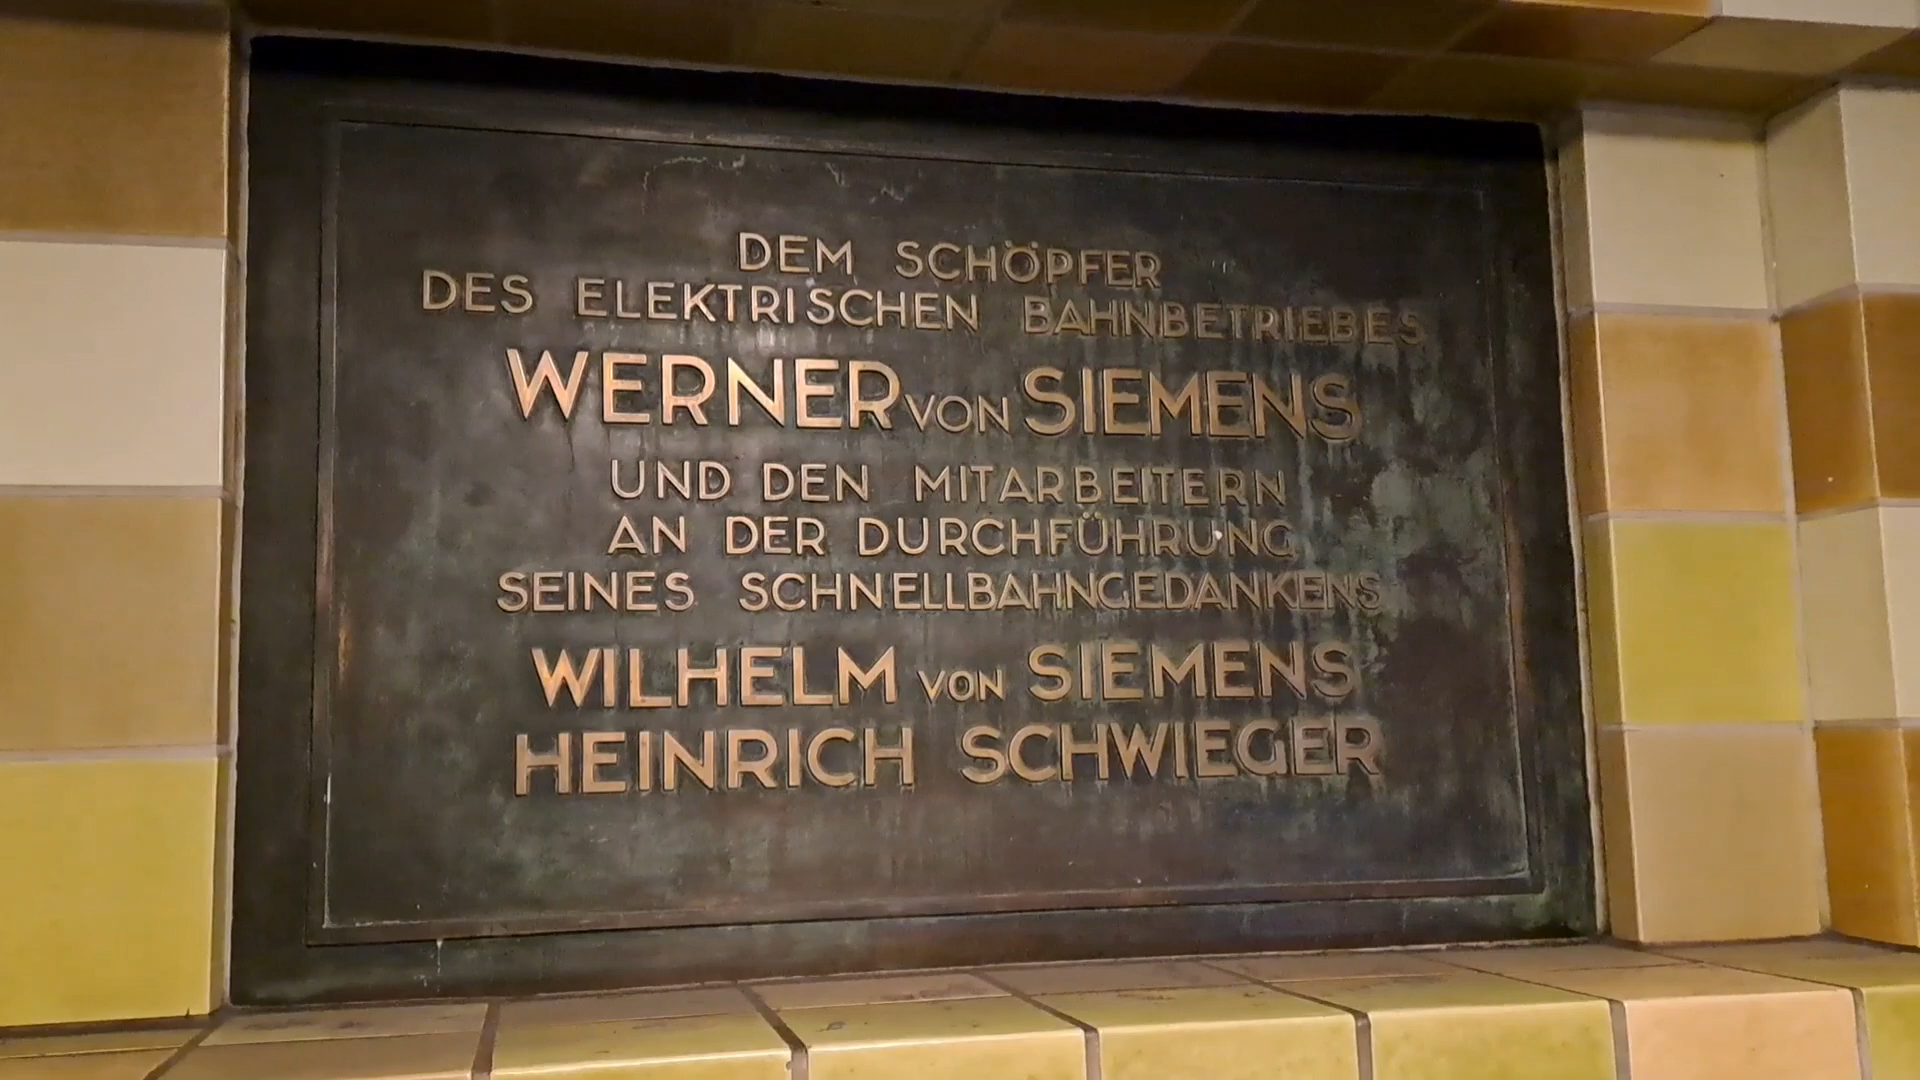 DEM SCHÖPFER
DES ELEKTRISCHEN BAHNBETRIEBES
WERNER VON SIEMENS
UND DEN MITARBEITERN
AN DER DURCHFÜHRUNG
SEINES SCHNELLBAHNGEDANKENS
WILHELM VON SIEMENS
HEINRICH SCHWIEGER